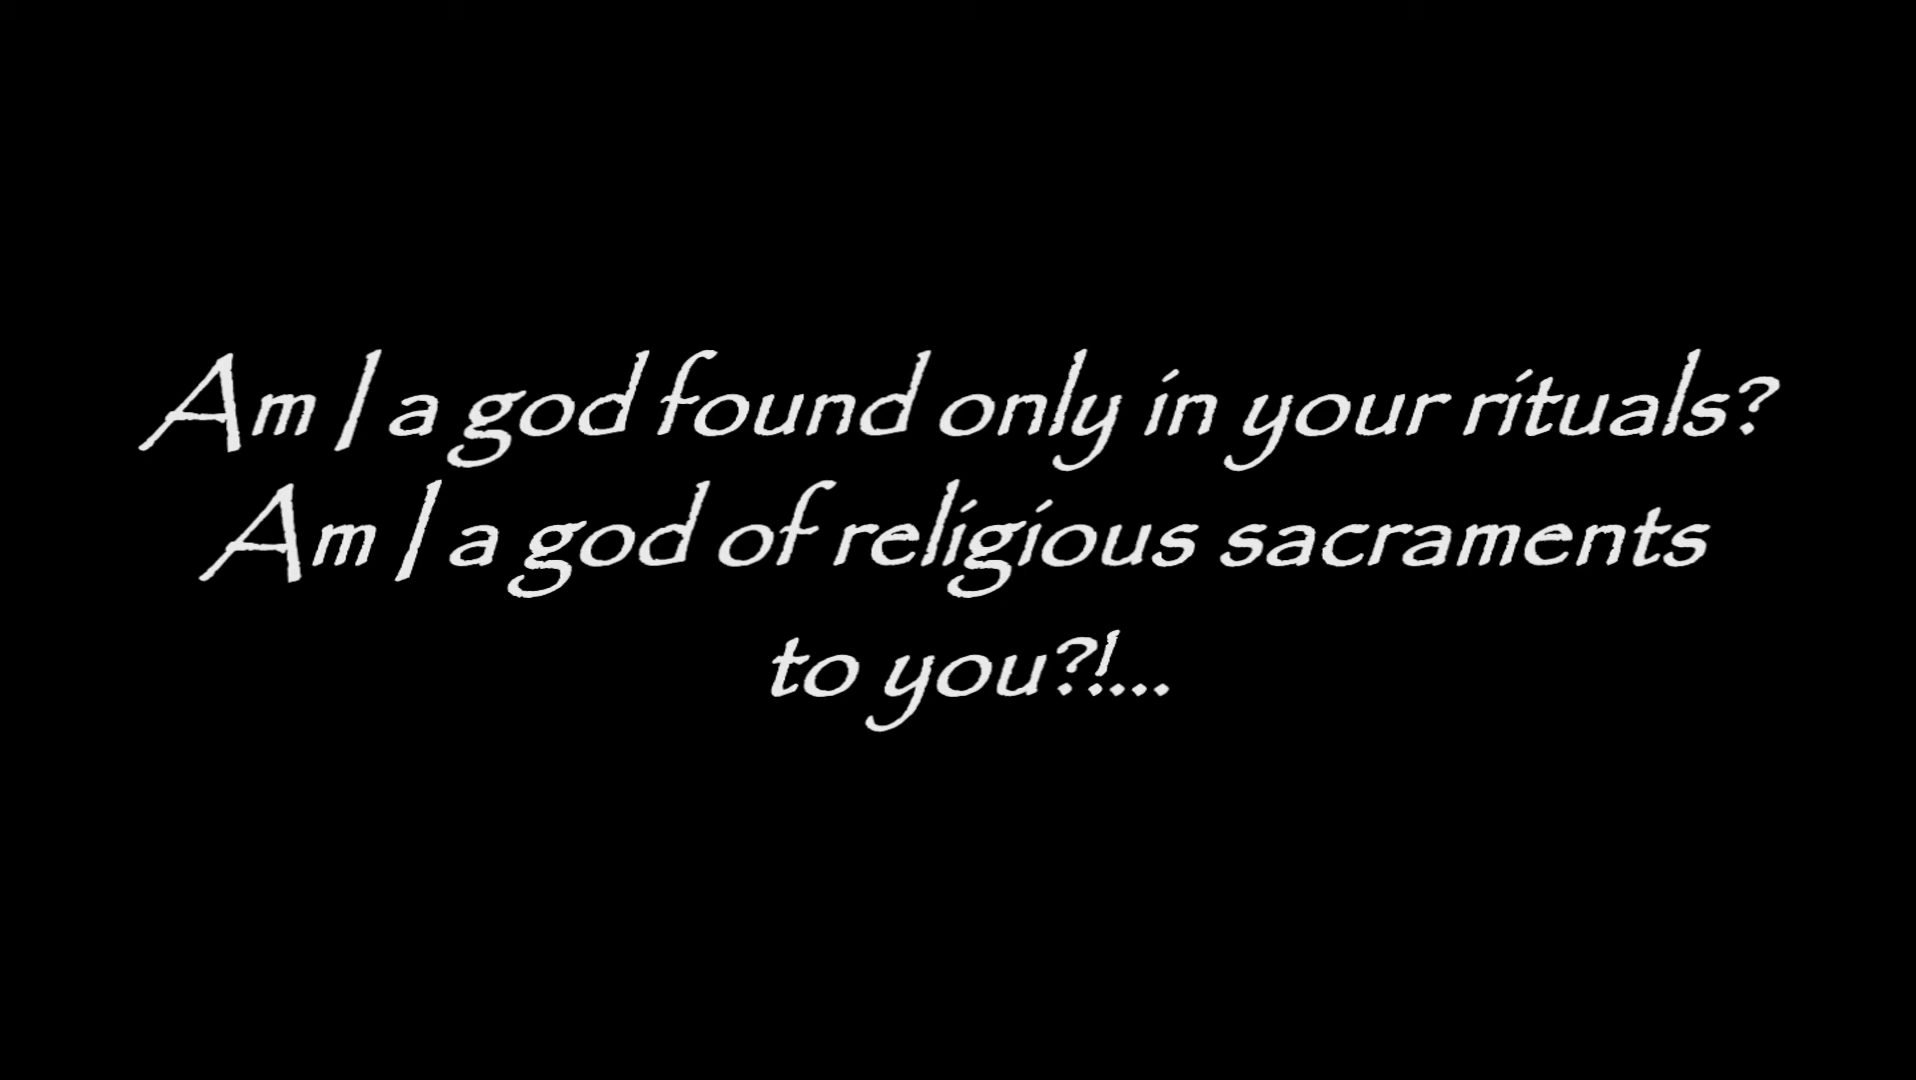 Am I a god found only in your rituals?
Am I a god of religious sacraments
to you?!...